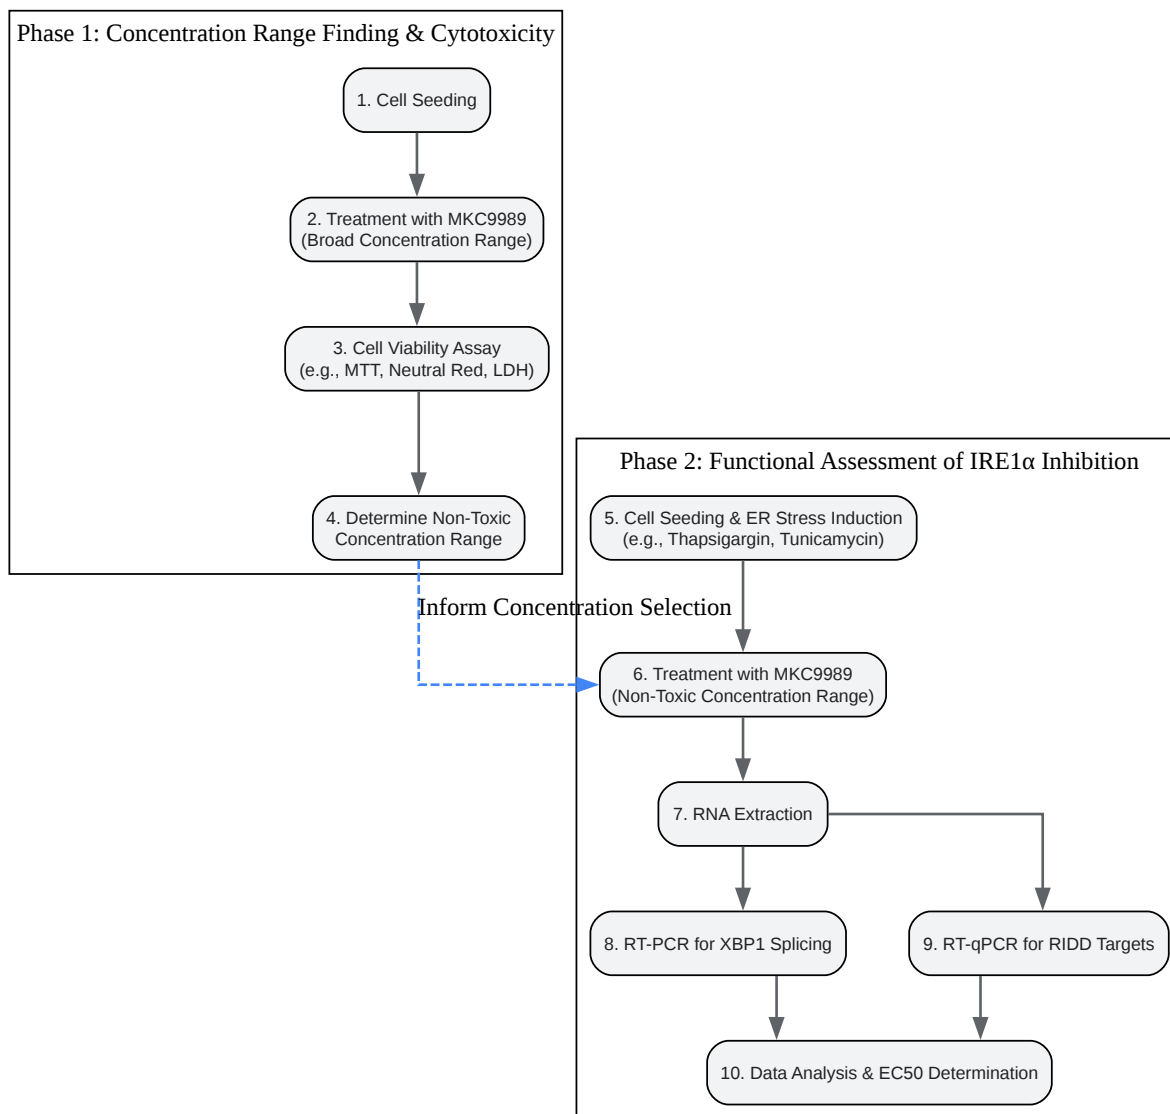 Phase 1: Concentration Range Finding & Cytotoxicity
1. Cell Seeding
2. Treatment with MKC9989
(Broad Concentration Range)
3. Cell Viability Assay
(e.g., MTT, Neutral Red, LDH)
4. Determine Non-Toxic
Concentration Range
Inform Concentration Selection
Phase 2: Functional Assessment of IRE1α Inhibition
5. Cell Seeding & ER Stress Induction
(e.g., Thapsigargin, Tunicamycin)
6. Treatment with MKC9989
(Non-Toxic Concentration Range)
7. RNA Extraction
8. RT-PCR for XBP1 Splicing
9. RT-qPCR for RIDD Targets
10. Data Analysis & EC50 Determination